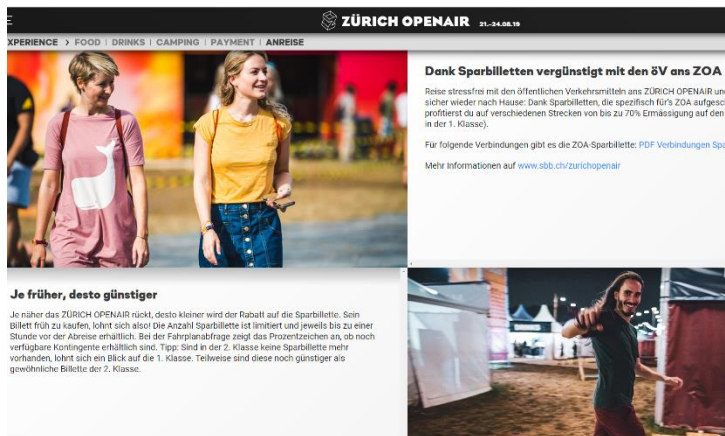 ZÜRICH OPENAIR 21.–24.08.19
XPERIENCE > FOOD | DRINKS | CAMPING | PAYMENT | ANREISE
Dank Sparbilletten vergünstigt mit den öV ans ZOA
Reise stressfrei mit den öffentlichen Verkehrsmitteln ans ZÜRICH OPENAIR un
sicher wieder nach Hause: Dank Sparbilletten, die spezifisch für's ZOA aufgesc
profitierst du auf verschiedenen Strecken von bis zu 70% Ermässigung auf den
in der 1. Klasse).
Für folgende Verbindungen gibt es die ZOA-Sparbillette: PDF Verbindungen Spa
Mehr Informationen auf www.sbb.ch/zurichopenair
Je früher, desto günstiger
Je näher das ZÜRICH OPENAIR rückt, desto kleiner wird der Rabatt auf die Sparbillette. Sein
Billett früh zu kaufen, lohnt sich also! Die Anzahl Sparbillette ist limitiert und jeweils bis zu einer
Stunde vor der Abreise erhältlich. Bei der Fahrplanabfrage zeigt das Prozentzeichen an, ob noch
verfügbare Kontingente erhältlich sind. Tipp: Sind in der 2. Klasse keine Sparbillette mehr
vorhanden, lohnt sich ein Blick auf die 1. Klasse. Teilweise sind diese noch günstiger als
gewöhnliche Billette der 2. Klasse.
DRINKS